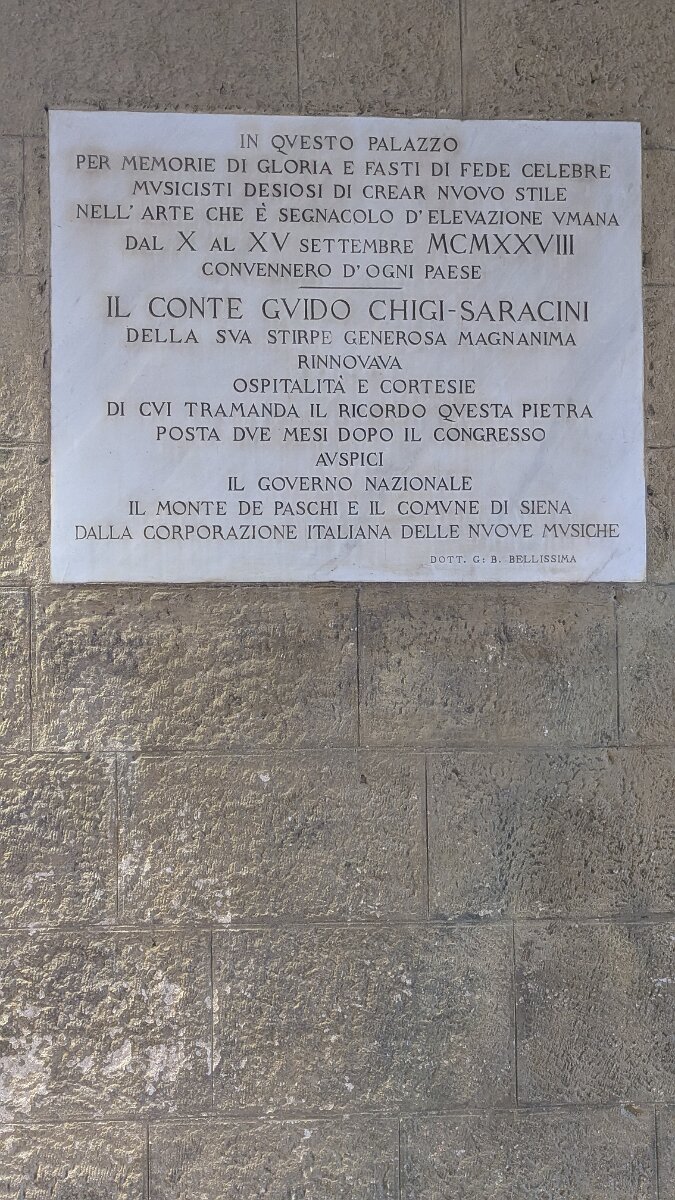 IN QVESTO PALAZZO
PER MEMORIE DI GLORIA E FASTI DI FEDE CELEBRE
MVSICISTI DESIOSI DI CREAR NVOVO STILE
NELL' ARTE CHE È SEGNACOLO D'ELEVAZIONE VMANA
DAL X AL XV SETTEMBRE MCMXXVIII
CONVENNERO D'OGNI PAESE
IL CONTE GVIDO CHIGI-SARACINI
DELLA SVA STIRPE GENEROSA MAGNANIMA
RINNOVAVA
OSPITALITÀ E CORTESIE
DI CVI TRAMANDA IL RICORDO QVESTA PIETRA
POSTA DVE MESI DOPO IL CONGRESSO
AVSPICI
IL GOVERNO NAZIONALE
IL MONTE DE PASCHI E IL COMVNE DI SIENA
DALLA CORPORAZIONE ITALIANA DELLE NVOVE MVSICHE
DOTT. G: B. BELLISSIMA